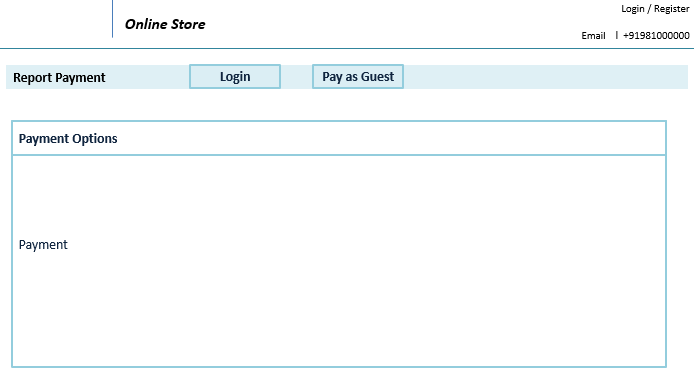 Login / Register
Online Store
Email | +91981000000
Report Payment Login Pay as Guest
Payment Options
Payment